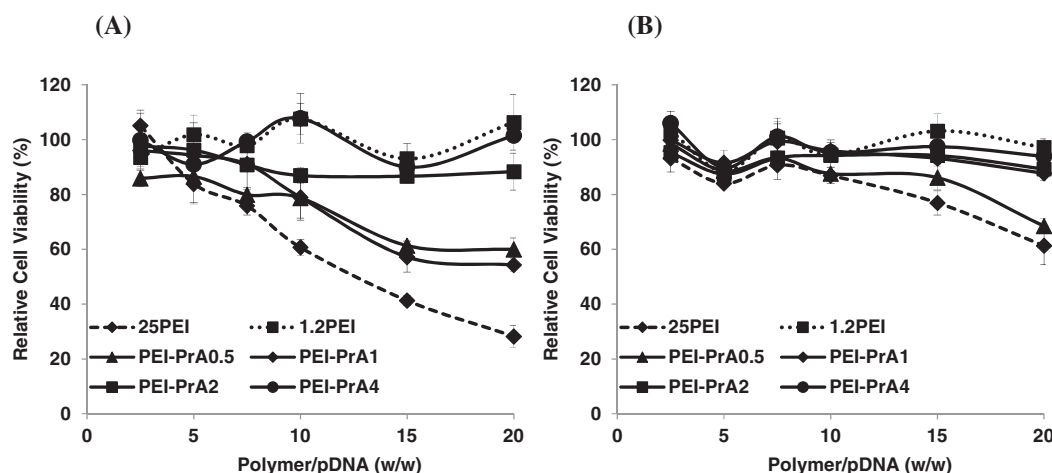 (A)
Relative Cell Viability (%)
120
100
80
60
40
20
0
25PEI
1.2PEI
PEI-PrA0.5
PEI-PrA1
PEI-PrA2
PEI-PrA4
0 5 10 15 20
Polymer/pDNA (w/w)
(B)
Relative Cell Viability (%)
120
100
80
60
40
20
0
25PEI
1.2PEI
PEI-PrA0.5
PEI-PrA1
PEI-PrA2
PEI-PrA4
0 5 10 15 20
Polymer/pDNA (w/w)